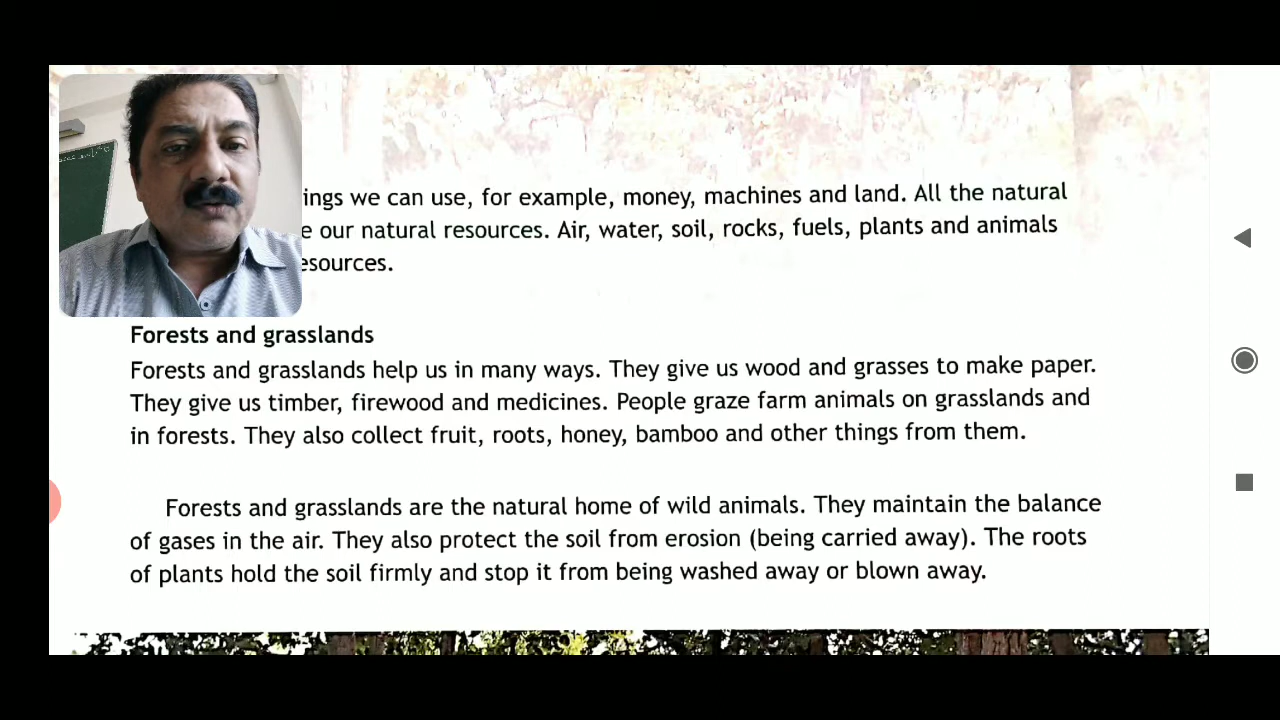 ings we can use, for example, money, machines and land. All the natural
e our natural resources. Air, water, soil, rocks, fuels, plants and animals
esources.
Forests and grasslands
Forests and grasslands help us in many ways. They give us wood and grasses to make paper.
They give us timber, firewood and medicines. People graze farm animals on grasslands and
in forests. They also collect fruit, roots, honey, bamboo and other things from them.
Forests and grasslands are the natural home of wild animals. They maintain the balance
of gases in the air. They also protect the soil from erosion (being carried away). The roots
of plants hold the soil firmly and stop it from being washed away or blown away.